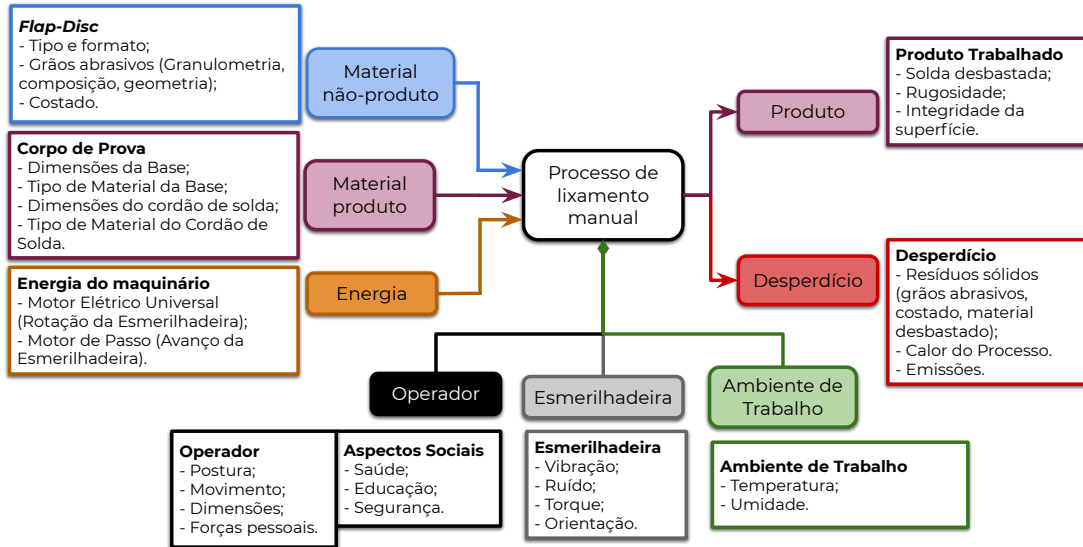 Flap-Disc
- Tipo e formato;
- Grãos abrasivos (Granulometria,
composição, geometria);
- Costado.
Material
não-produto
Corpo de Prova
- Dimensões da Base;
- Tipo de Material da Base;
- Dimensões do cordão de solda;
- Tipo de Material do Cordão de
Solda.
Material
produto
Energia do maquinário
- Motor Elétrico Universal
(Rotação da Esmerilhadeira);
- Motor de Passo (Avanço da
Esmerilhadeira).
Energia
Processo de
lixamento
manual
Produto
Produto Trabalhado
- Solda desbastada;
- Rugosidade;
- Integridade da
superfície.
Desperdício
Desperdício
- Resíduos sólidos
(grãos abrasivos,
costado, material
desbastado);
- Calor do Processo.
- Emissões.
Operador
Esmerilhadeira
Ambiente de
Trabalho
Operador
- Postura;
- Movimento;
- Dimensões;
- Forças pessoais.
Aspectos Sociais
- Saúde;
- Educação;
- Segurança.
Esmerilhadeira
- Vibração;
- Ruído;
- Torque;
- Orientação.
Ambiente de Trabalho
- Temperatura;
- Umidade.